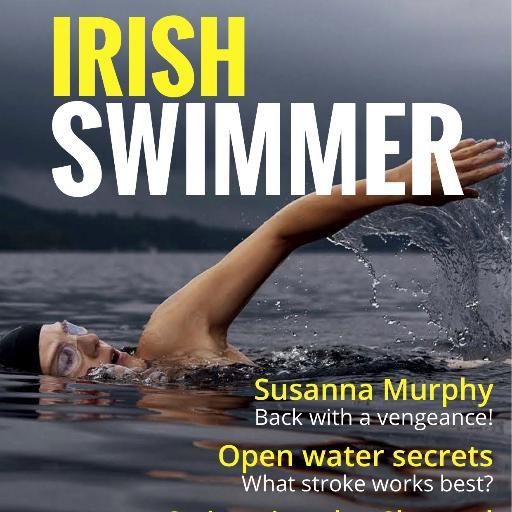 IRISH
SWIMMER
Susanna Murphy
Back with a vengeance!
Open water secrets
What stroke works best?